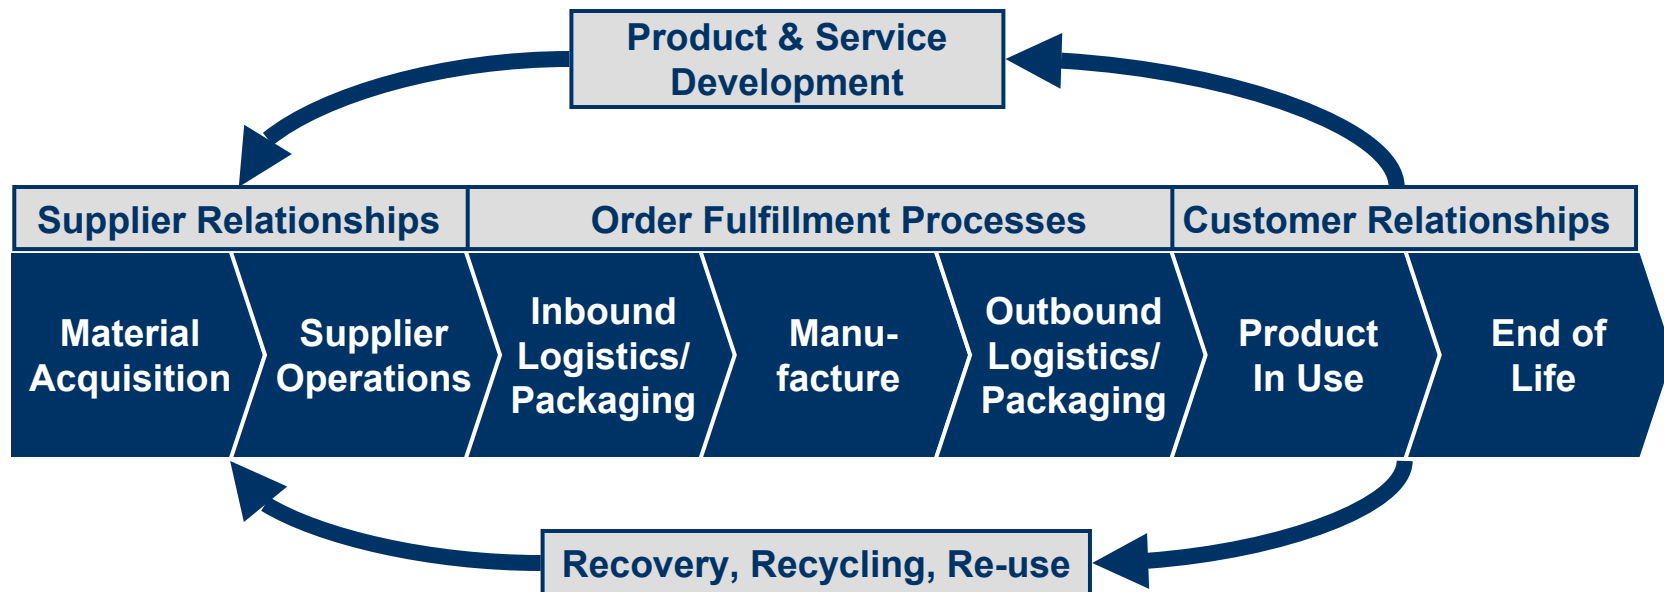 Product & Service
Development
Supplier Relationships
Order Fulfillment Processes
Customer Relationships
Material
Acquisition
Supplier
Operations
Inbound
Logistics/
Packaging
Manu-
facture
Outbound
Logistics/
Packaging
Product
In Use
End of
Life
Recovery, Recycling, Re-use